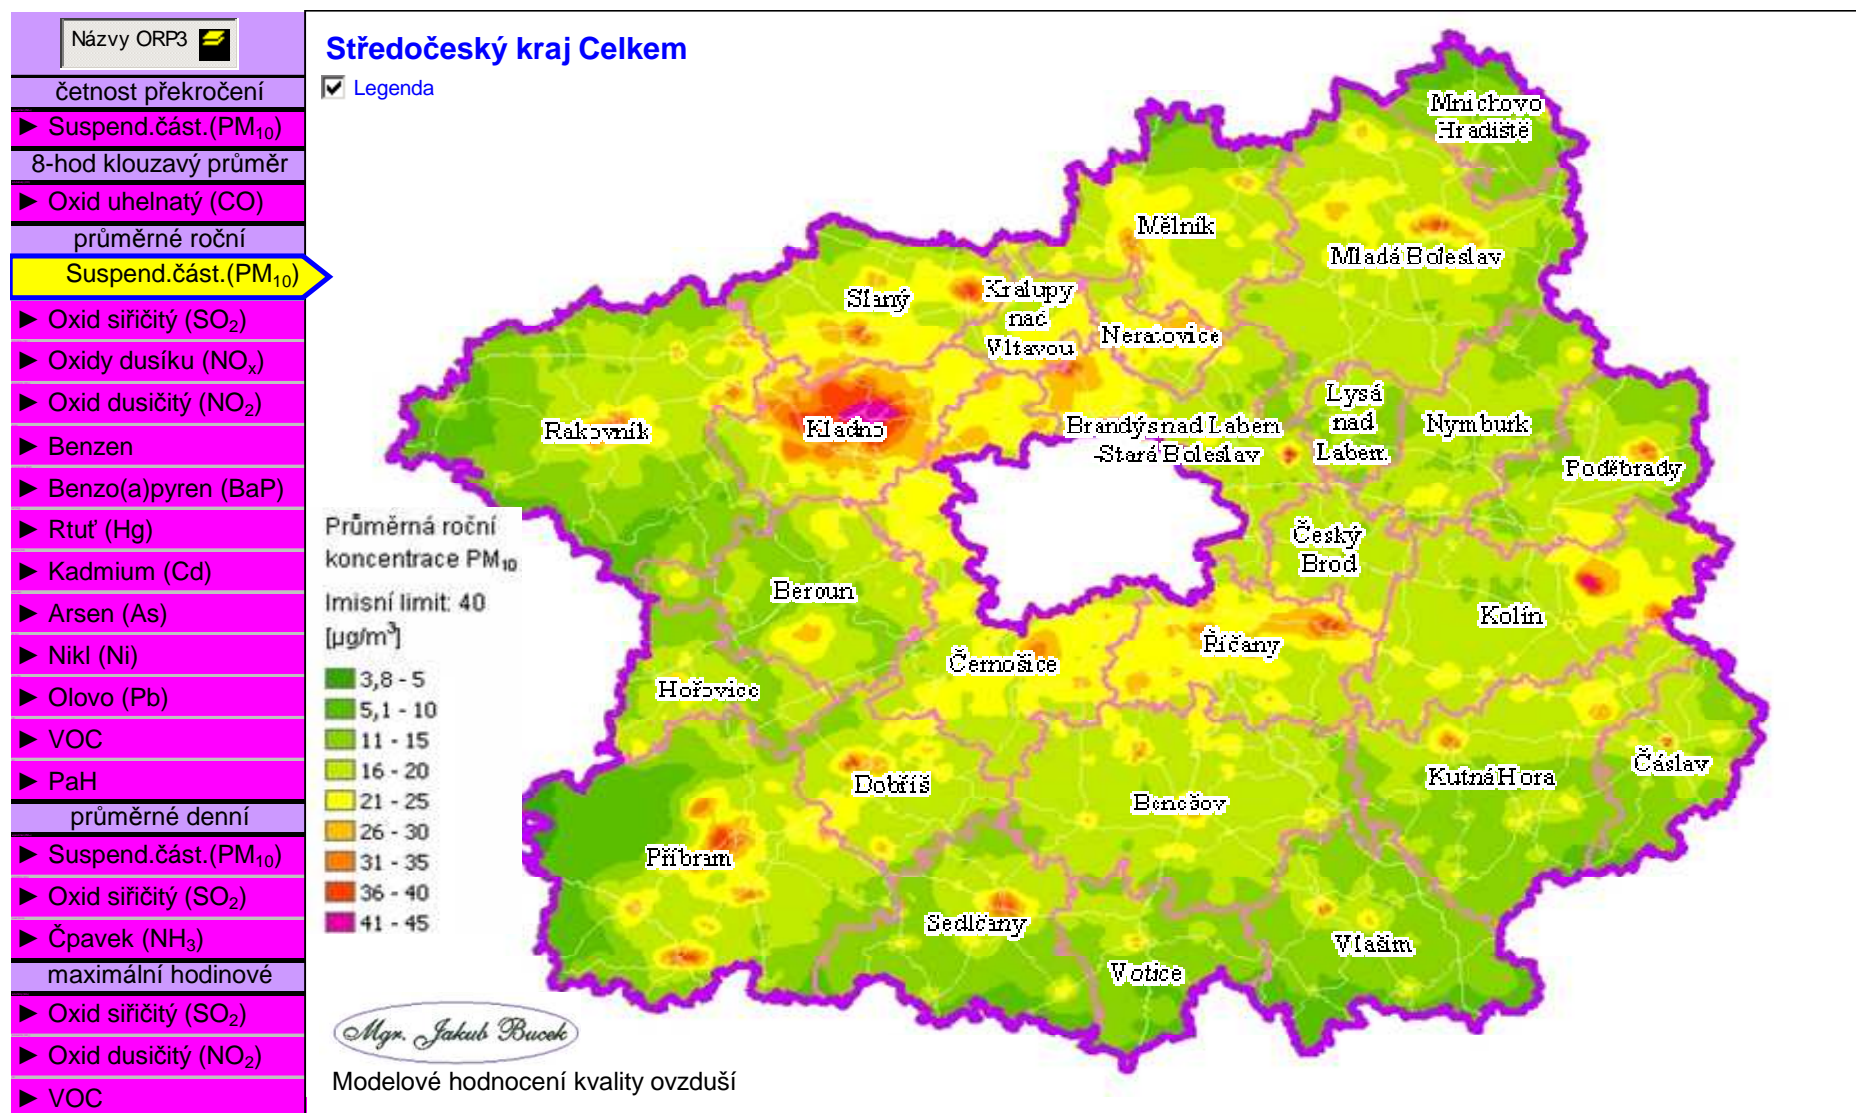 Názvy ORP3
četnost překročení
► Suspend.část.(PM₁₀)
8-hod klouzavý průměr
► Oxid uhelnatý (CO)
průměrné roční
Suspend.část.(PM₁₀)
► Oxid siřičitý (SO₂)
► Oxidy dusíku (NOₓ)
► Oxid dusičitý (NO₂)
► Benzen
► Benzo(a)pyren (BaP)
► Rtuť (Hg)
► Kadmium (Cd)
► Arsen (As)
► Nikl (Ni)
► Olovo (Pb)
► VOC
► PaH
průměrné denní
► Suspend.část.(PM₁₀)
► Oxid siřičitý (SO₂)
► Čpavek (NH₃)
maximální hodinové
► Oxid siřičitý (SO₂)
► Oxid dusičitý (NO₂)
► VOC
Středočeský kraj Celkem
Legenda
Mnichovo
Hradiště
Mělník
Mladá Boleslav
Slaný
Kralupy
nad
Vltavou
Neratovice
Rakovník
Kladno
Brandýs nad Labem
-Stará Boleslav
Lysá
nad
Labem
Nymburk
Poděbrady
Český
Brod
Beroun
Kolín
Černošice
Říčany
Hořovice
Dobříš
Benešov
Kutná Hora
Čáslav
Příbram
Sedlčany
Votice
Vlašim
Průměrná roční
koncentrace PM₁₀
Imisní limit: 40
[µg/m³]
3,8 - 5
5,1 - 10
11 - 15
16 - 20
21 - 25
26 - 30
31 - 35
36 - 40
41 - 45
Mgr. Jakub Bucek
Modelové hodnocení kvality ovzduší